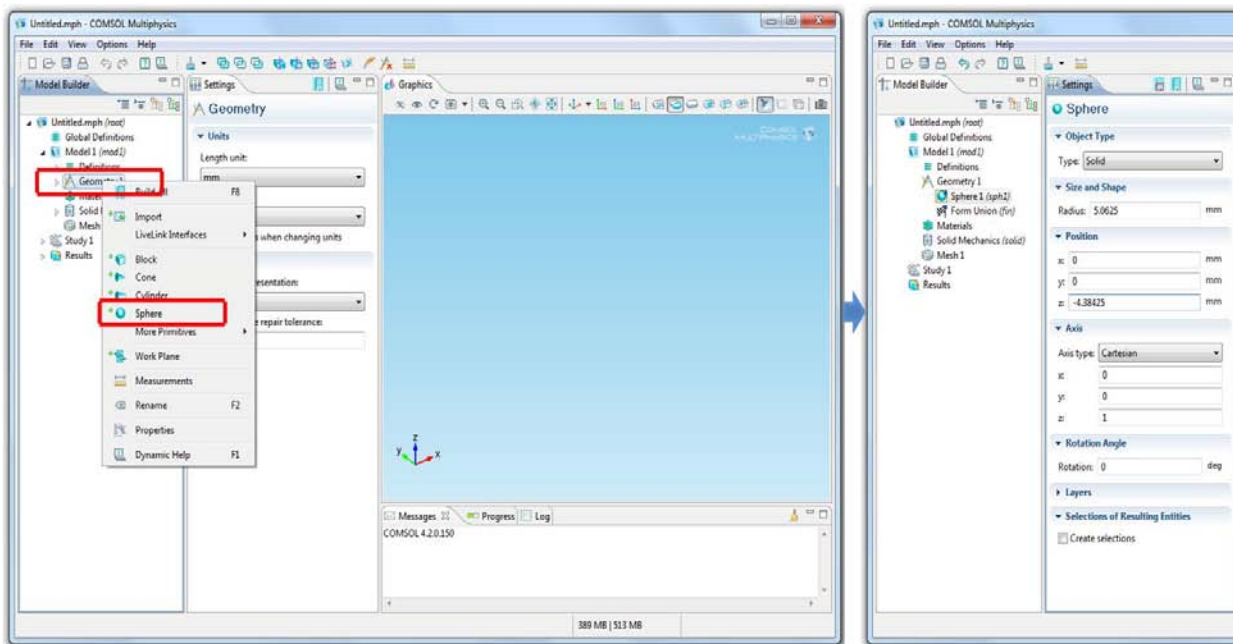 Untitled.mph - COMSOL Multiphysics
File Edit View Options Help
Model Builder
Untitled.mph (root)
Global Definitions
Model 1 (mod1)
Definitions
Geometry 1
Solid
Mesh
Study 1
Results
F8
Import
LiveLink Interfaces
Block
Cone
Cylinder
Sphere
More Primitives
Work Plane
Measurements
Rename F2
Properties
Dynamic Help F1
Settings
Geometry
Units
Length unit:
mm
when changing units
repair tolerance:
Graphics
COMSOL
MULTIPHYSICS
z
y x
Messages Progress Log
COMSOL 4.2.0.150
389 MB | 513 MB
Untitled.mph - COMSOL Multiphysics
File Edit View Options Help
Model Builder
Untitled.mph (root)
Global Definitions
Model 1 (mod1)
Definitions
Geometry 1
Sphere 1 (sph1)
Form Union (fin)
Materials
Solid Mechanics (solid)
Mesh 1
Study 1
Results
Settings
Sphere
Object Type
Type: Solid
Size and Shape
Radius: 5.0625 mm
Position
x: 0 mm
y: 0 mm
z: -4.38425 mm
Axis
Axis type: Cartesian
x: 0
y: 0
z: 1
Rotation Angle
Rotation: 0 deg
Layers
Selections of Resulting Entities
Create selections